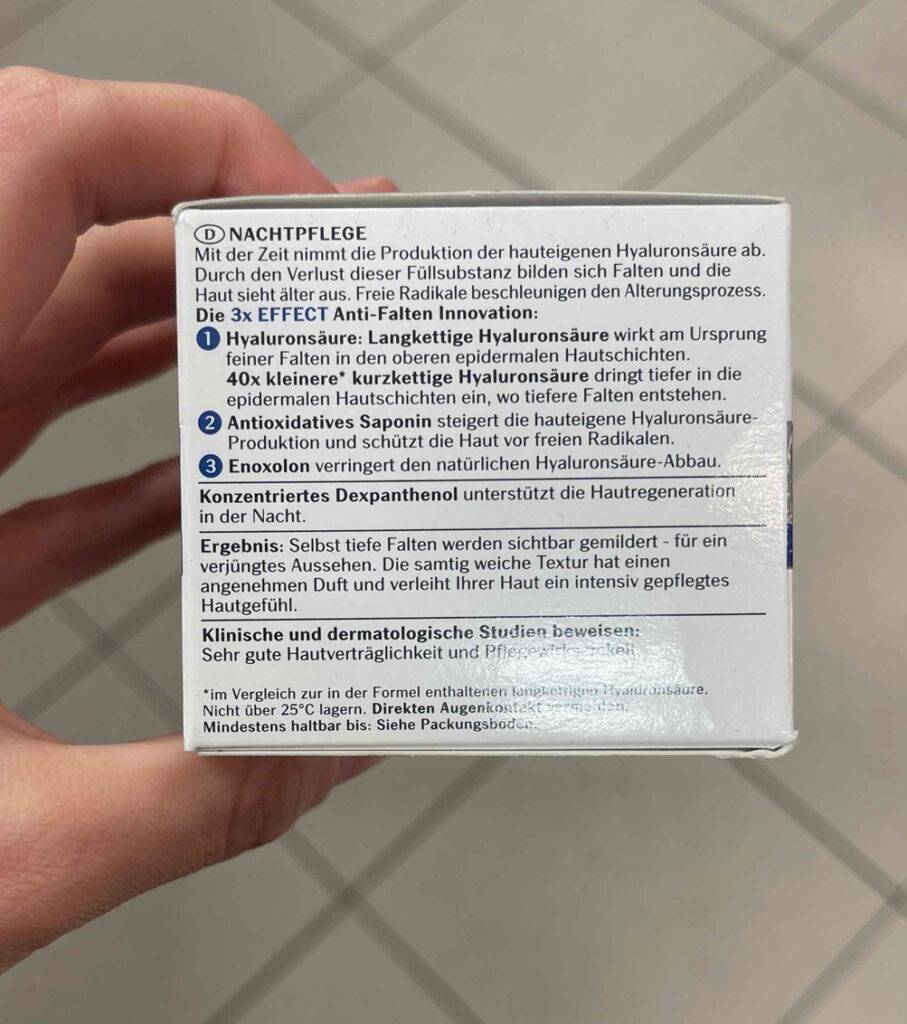 D NACHTPFLEGE
Mit der Zeit nimmt die Produktion der hauteigenen Hyaluronsäure ab.
Durch den Verlust dieser Füllsubstanz bilden sich Falten und die
Haut sieht älter aus. Freie Radikale beschleunigen den Alterungsprozess.
Die 3x EFFECT Anti-Falten Innovation:
1 Hyaluronsäure: Langkettige Hyaluronsäure wirkt am Ursprung
feiner Falten in den oberen epidermalen Hautschichten.
40x kleinere* kurzkettige Hyaluronsäure dringt tiefer in die
epidermalen Hautschichten ein, wo tiefere Falten entstehen.
2 Antioxidatives Saponin steigert die hauteigene Hyaluronsäure-
Produktion und schützt die Haut vor freien Radikalen.
3 Enoxolon verringert den natürlichen Hyaluronsäure-Abbau.
Konzentriertes Dexpanthenol unterstützt die Hautregeneration
in der Nacht.
Ergebnis: Selbst tiefe Falten werden sichtbar gemildert - für ein
verjüngtes Aussehen. Die samtig weiche Textur hat einen
angenehmen Duft und verleiht Ihrer Haut ein intensiv gepflegtes
Hautgefühl.
Klinische und dermatologische Studien beweisen:
Sehr gute Hautverträglichkeit und Pflegewirksamkeit
*im Vergleich zur in der Formel enthaltenen langkettigen Hyaluronsäure.
Nicht über 25°C lagern. Direkten Augenkontakt vermeiden.
Mindestens haltbar bis: Siehe Packungsboden.